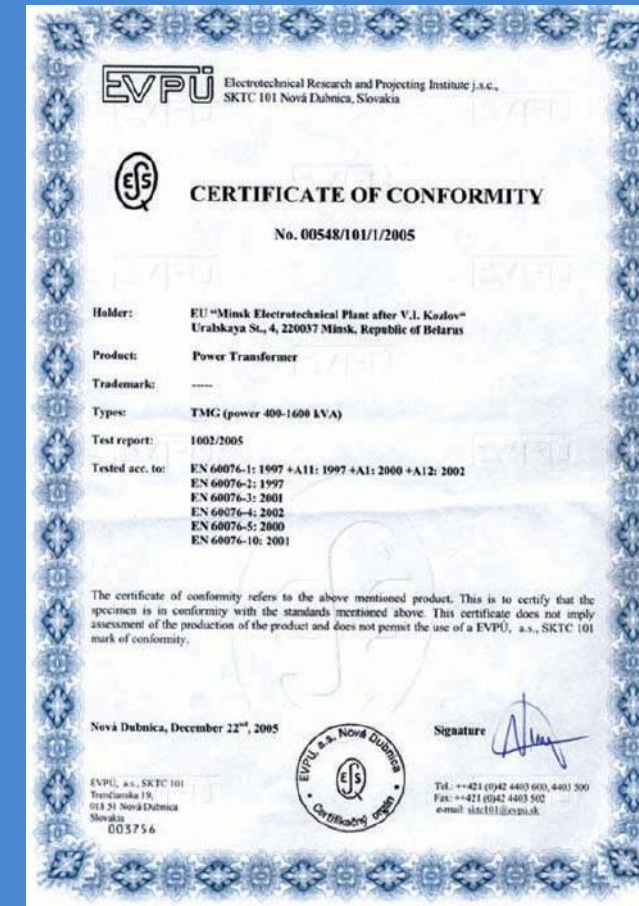 EVPÚ
Electrotechnical Research and Projecting Institute j.s.c.,
SKTC 101 Nová Dubnica, Slovakia
CERTIFICATE OF CONFORMITY
No. 00548/101/1/2005
Holder: EU “Minsk Electrotechnical Plant after V.I. Kozlov“
Uralskaya St., 4, 220037 Minsk, Republic of Belarus
Product: Power Transformer
Trademark: -----
Types: TMG (power 400-1600 kVA)
Test report: 1002/2005
Tested acc. to: EN 60076-1: 1997 +A11: 1997 +A1: 2000 +A12: 2002
EN 60076-2: 1997
EN 60076-3: 2001
EN 60076-4: 2002
EN 60076-5: 2000
EN 60076-10: 2001
The certificate of conformity refers to the above mentioned product. This is to certify that the
specimen is in conformity with the standards mentioned above. This certificate does not imply
assessment of the production of the product and does not permit the use of a EVPÚ, a.s., SKTC 101
mark of conformity.
Nová Dubnica, December 22nd, 2005
Signature
EVPÚ, a.s., Nová Dubnica
Certifikačný orgán
EVPÚ, a.s., SKTC 101
Trenčianska 19,
018 51 Nová Dubnica
Slovakia
003756
Tel.: ++421 (0)42 4403 600, 4403 500
Fax: ++421 (0)42 4403 502
e-mail: sktc101@evpu.sk